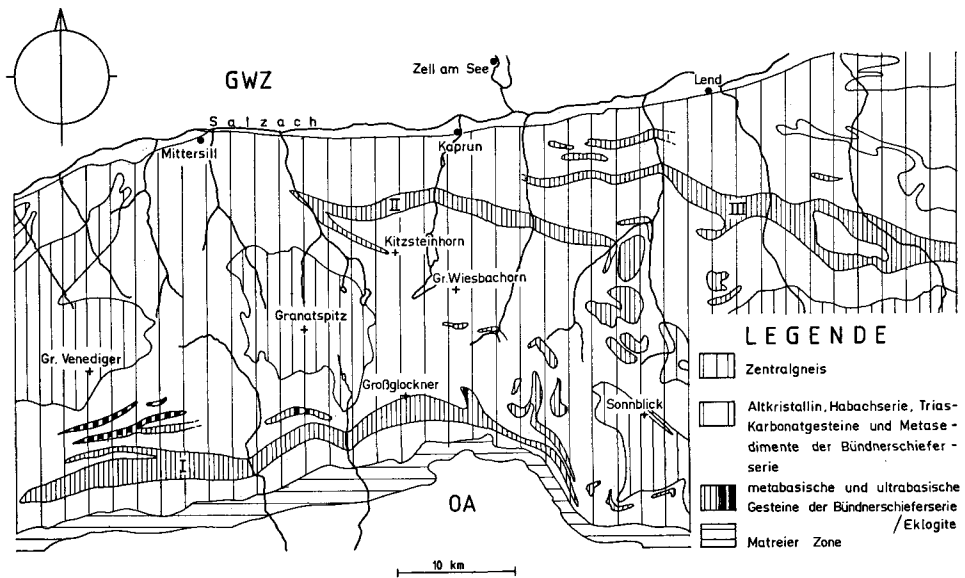 GWZ
Zell am See
Lend
Salzach
Mittersill
Kaprun
II
III
Kitzsteinhorn
Gr. Wiesbachorn
Granatspitz
Gr. Venediger
Großglockner
Sonnblick
I
OA
10 km
LEGENDE
Zentralgneis
Altkristallin, Habachserie, Trias-
Karbonatgesteine und Metase-
dimente der Bündnerschiefer-
serie
metabasische und ultrabasische
Gesteine der Bündnerschieferserie
/Eklogite
Matreier Zone